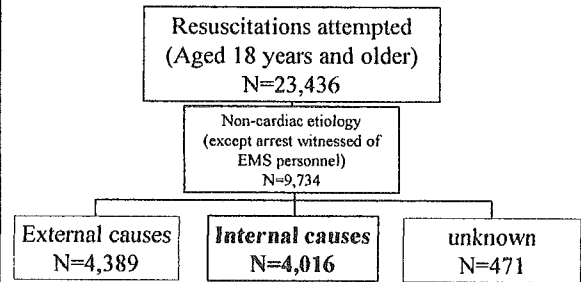 Resuscitations attempted
(Aged 18 years and older)
N=23,436
Non-cardiac etiology
(except arrest witnessed of
EMS personnel)
N=9,734
External causes
N=4,389
Internal causes
N=4,016
unknown
N=471